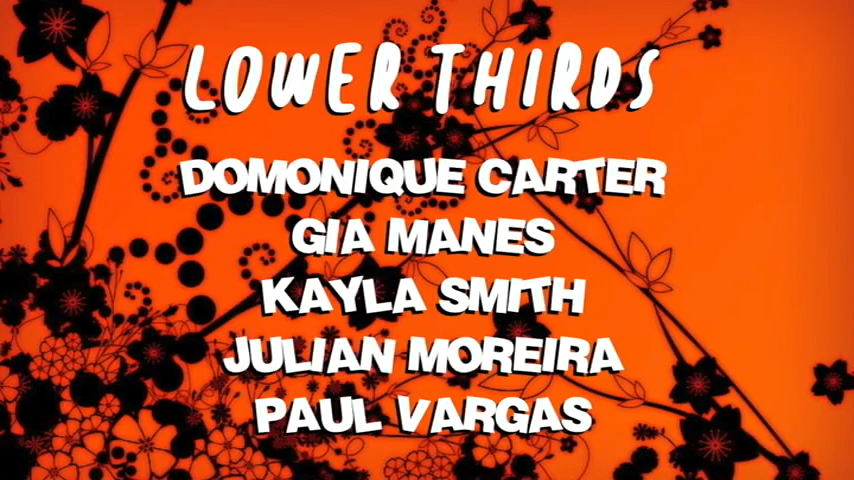 LOWER THIRDS
DOMONIQUE CARTER
GIA MANES
KAYLA SMITH
JULIAN MOREIRA
PAUL VARGAS